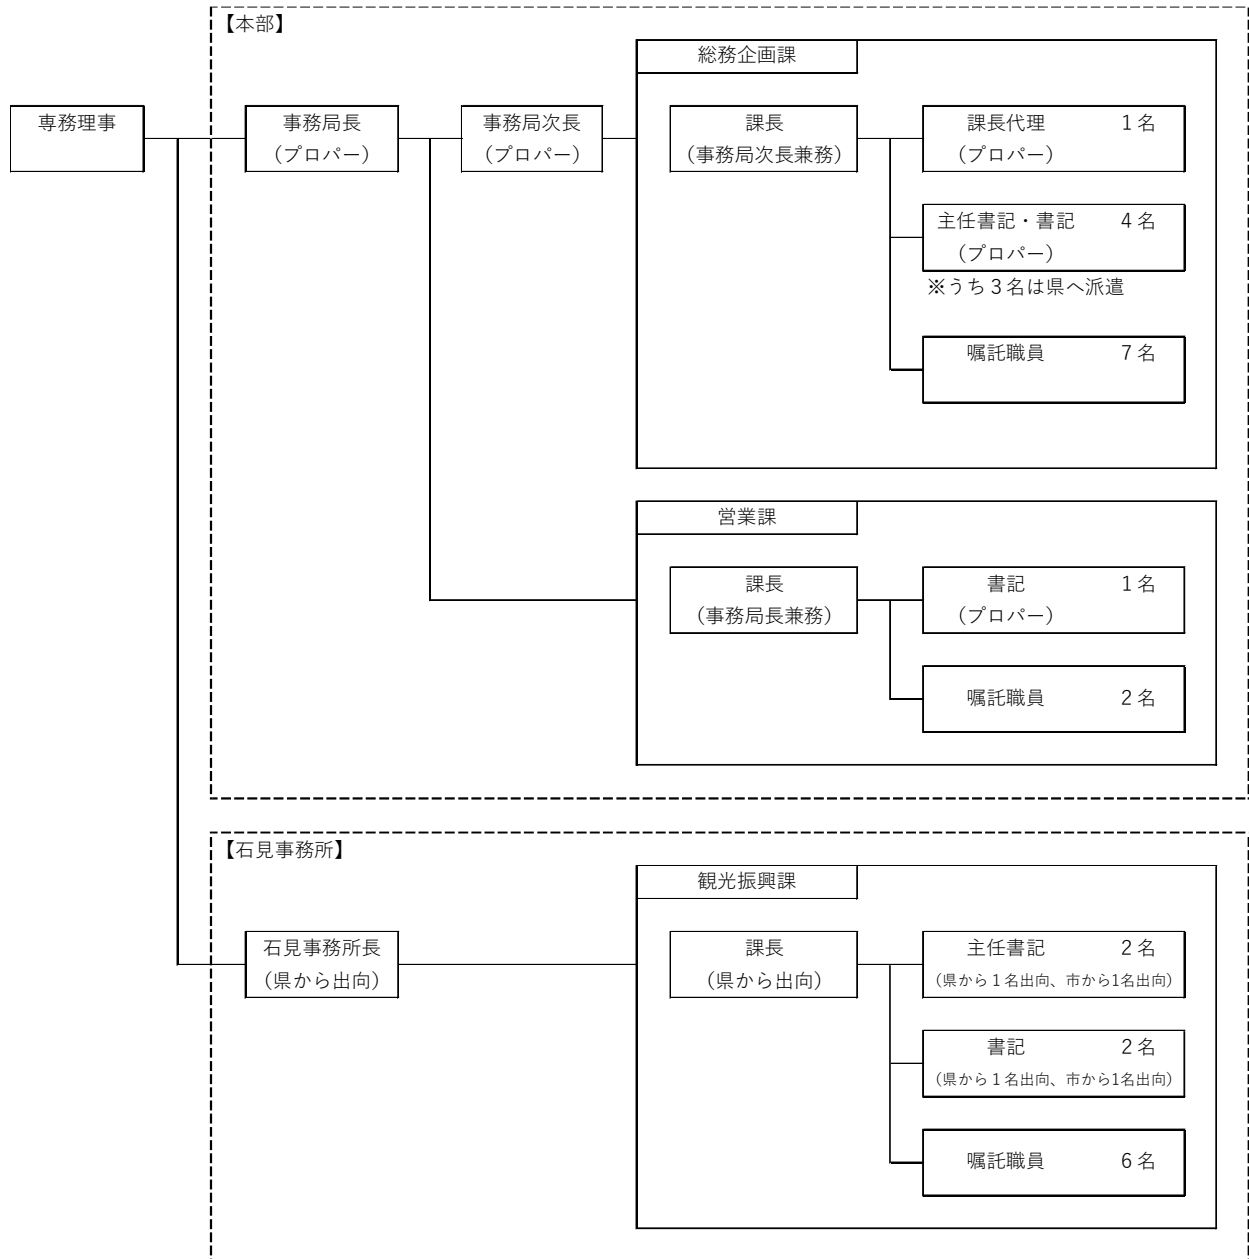 【本部】
総務企画課
専務理事
事務局長
(プロパー)
事務局次長
(プロパー)
課長
(事務局次長兼務)
課長代理 1名
(プロパー)
主任書記・書記 4名
(プロパー)
※うち3名は県へ派遣
嘱託職員 7名
営業課
課長
(事務局長兼務)
書記 1名
(プロパー)
嘱託職員 2名
【石見事務所】
観光振興課
石見事務所長
(県から出向)
課長
(県から出向)
主任書記 2名
(県から1名出向、市から1名出向)
書記 2名
(県から1名出向、市から1名出向)
嘱託職員 6名